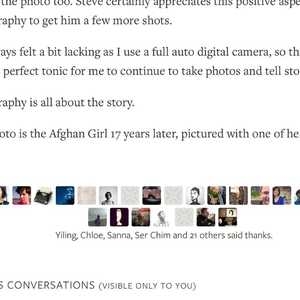 the photo too. Steve certainly appreciates this positive aspe
raphy to get him a few more shots.
ays felt a bit lacking as I use a full auto digital camera, so th
perfect tonic for me to continue to take photos and tell sto
raphy is all about the story.
oto is the Afghan Girl 17 years later, pictured with one of he
Yiling, Chloe, Sanna, Ser Chim and 21 others said thanks.
S CONVERSATIONS (VISIBLE ONLY TO YOU)